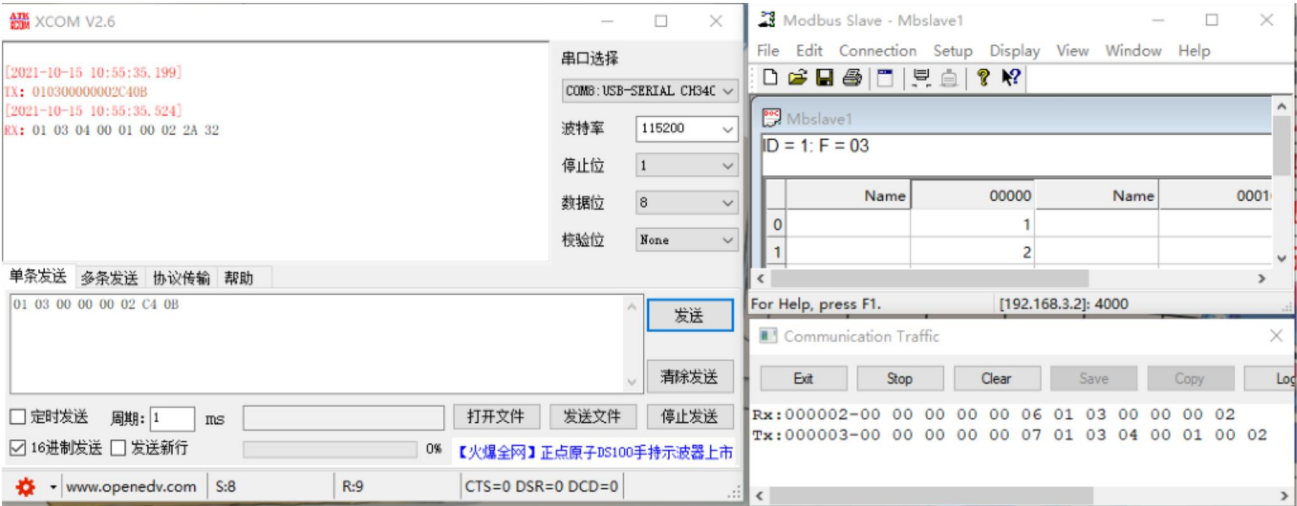 XCOM V2.6
[2021-10-15 10:55:35.199]
TX: 010300000002C40B
[2021-10-15 10:55:35.524]
RX: 01 03 04 00 01 00 02 2A 32
串口选择
COM8:USB-SERIAL CH34C
波特率 115200
停止位 1
数据位 8
校验位 None
单条发送 多条发送 协议传输 帮助
01 03 00 00 00 02 C4 0B
发送
清除发送
定时发送 周期: 1 ms 打开文件 发送文件 停止发送
16进制发送 发送新行 0% 【火爆全网】正点原子DS100手持示波器上市
www.openedv.com S:8 R:9 CTS=0 DSR=0 DCD=0
Modbus Slave - Mbslave1
File Edit Connection Setup Display View Window Help
Mbslave1
ID = 1: F = 03
Name 00000 Name 0001
0 1
1 2
For Help, press F1. [192.168.3.2]: 4000
Communication Traffic
Exit Stop Clear Save Copy Log
Rx:000002-00 00 00 00 00 06 01 03 00 00 00 02
Tx:000003-00 00 00 00 00 07 01 03 04 00 01 00 02